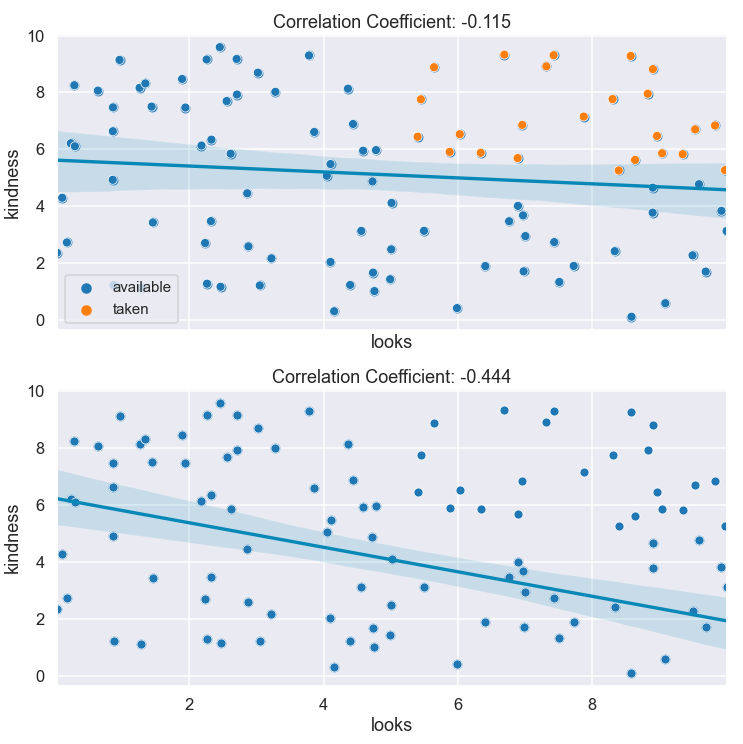 Correlation Coefficient: -0.115
10
8
6
4
2
0
kindness
available
taken
looks
Correlation Coefficient: -0.444
10
8
6
4
2
0
kindness
2 4 6 8
looks